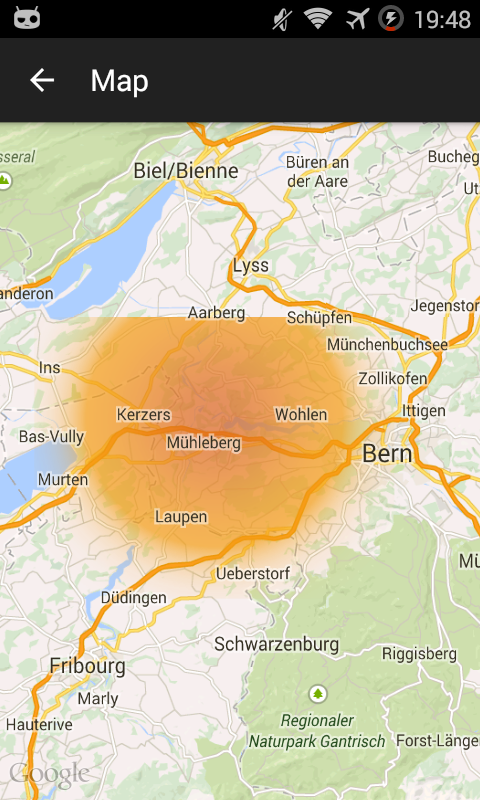 19:48
Map
sseral
Biel/Bienne
Büren an
der Aare
Bucheg
Ut
Lyss
anderon
Aarberg
Schüpfen
Jegenstor
Münchenbuchsee
Ins
Zollikofen
Kerzers
Wohlen
Ittigen
Bas-Vully
Mühleberg
Bern
Murten
Laupen
Ueberstorf
Mü
Düdingen
Schwarzenburg
Riggisberg
Fribourg
Marly
Regionaler
Naturpark Gantrisch
Hauterive
Forst-Länge
Google